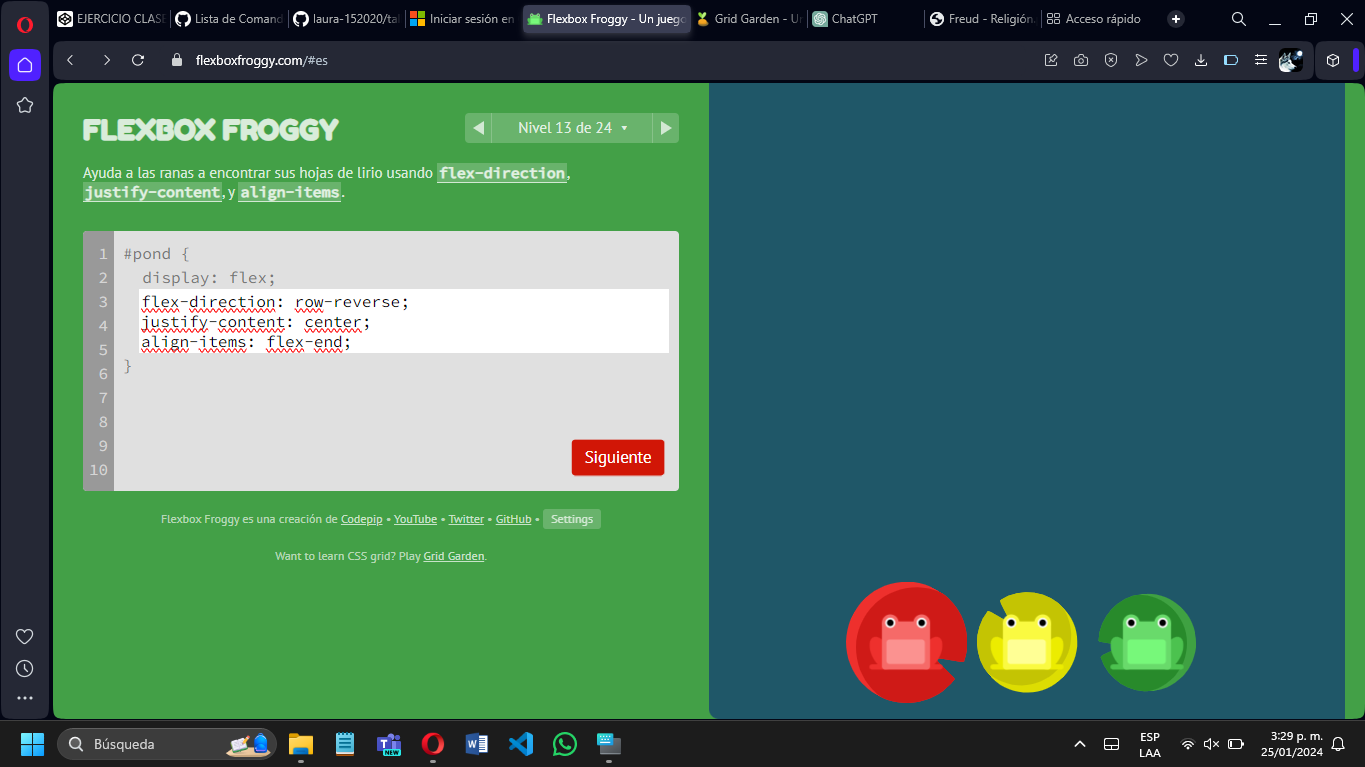 EJERCICIO CLASE
Lista de Comand
laura-152020/tal
Iniciar sesión en
Flexbox Froggy - Un juego
Grid Garden - Un
ChatGPT
Freud - Religión.
Acceso rápido
flexboxfroggy.com/#es
FLEXBOX FROGGY
Nivel 13 de 24
Ayuda a las ranas a encontrar sus hojas de lirio usando flex-direction,
justify-content, y align-items.
1 #pond {
2 display: flex;
3 flex-direction: row-reverse;
4 justify-content: center;
5 align-items: flex-end;
6 }
7
8
9
10
Siguiente
Flexbox Froggy es una creación de Codepip • YouTube • Twitter • GitHub • Settings
Want to learn CSS grid? Play Grid Garden.
Búsqueda
NEW
ESP
LAA
3:29 p. m.
25/01/2024